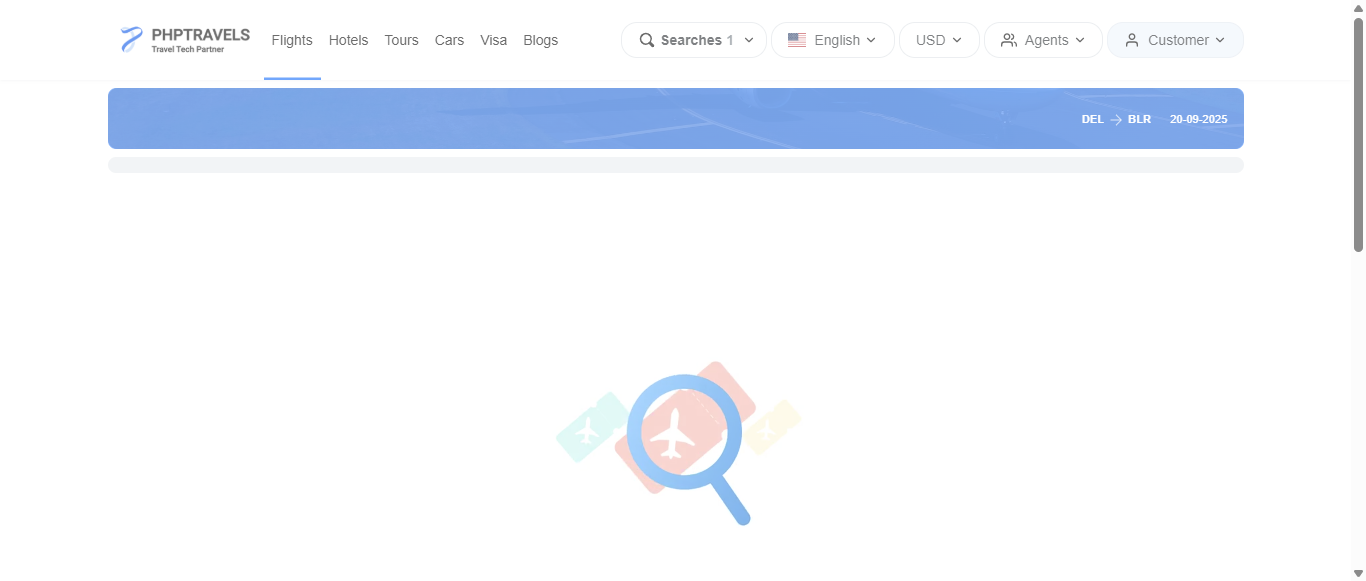 PHPTRAVELS
Travel Tech Partner
Flights Hotels Tours Cars Visa Blogs Searches 1 English USD Agents Customer
DEL → BLR 20-09-2025